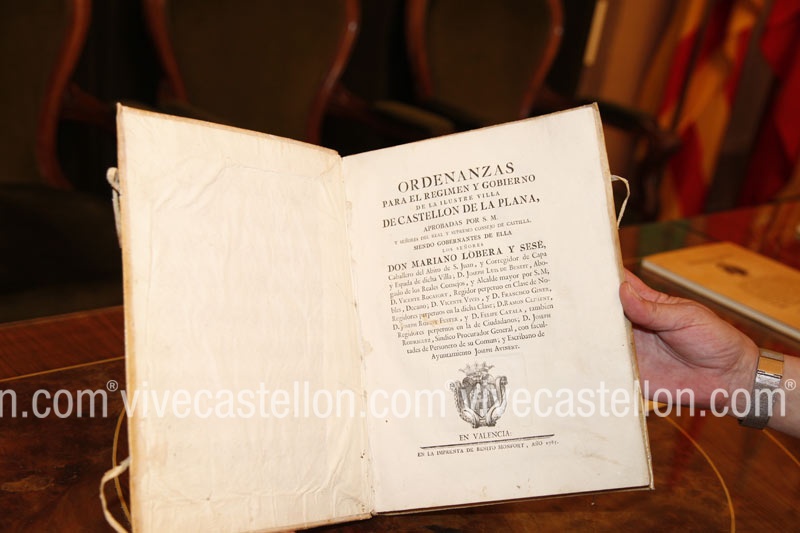 ORDENANZAS
PARA EL REGIMEN Y GOBIERNO
DE LA ILUSTRE VILLA
DE CASTELLON DE LA PLANA,
APROBADAS POR S. M.
Y SEÑORES DEL REAL Y SUPREMO CONSEJO DE CASTILLA.
SIENDO GOBERNANTES DE ELLA
LOS SEÑORES
DON MARIANO LOBERA Y SESE,
Caballero del Abito de S. Juan, y Corregidor de Capa
y Espada de dicha Villa; D. Joseph Luis de Benet, Abo-
gado de los Reales Consejos, y Alcalde mayor por S.M.
D. Vicente Rocafort, Regidor perpetuo en Clase de No-
bles, Decano; D. Vicente Vives, y D. Francisco Giner,
Regidores perpetuos en la dicha Clase; D. Ramon Climent,
D. Joseph Fuster, y D. Felipe Catala, tambien
Regidores perpetuos en la de Ciudadanos; D. Joseph
Rodriguez, Sindico Procurador General, con facul-
tades de Personero de su Comun; y Escribano de
Ayuntamiento Joseph
EN VALENCIA:
EN LA IMPRENTA DE BENITO MONFORT, AÑO
n.com® vivecastellon.com® vivecastellon.com®